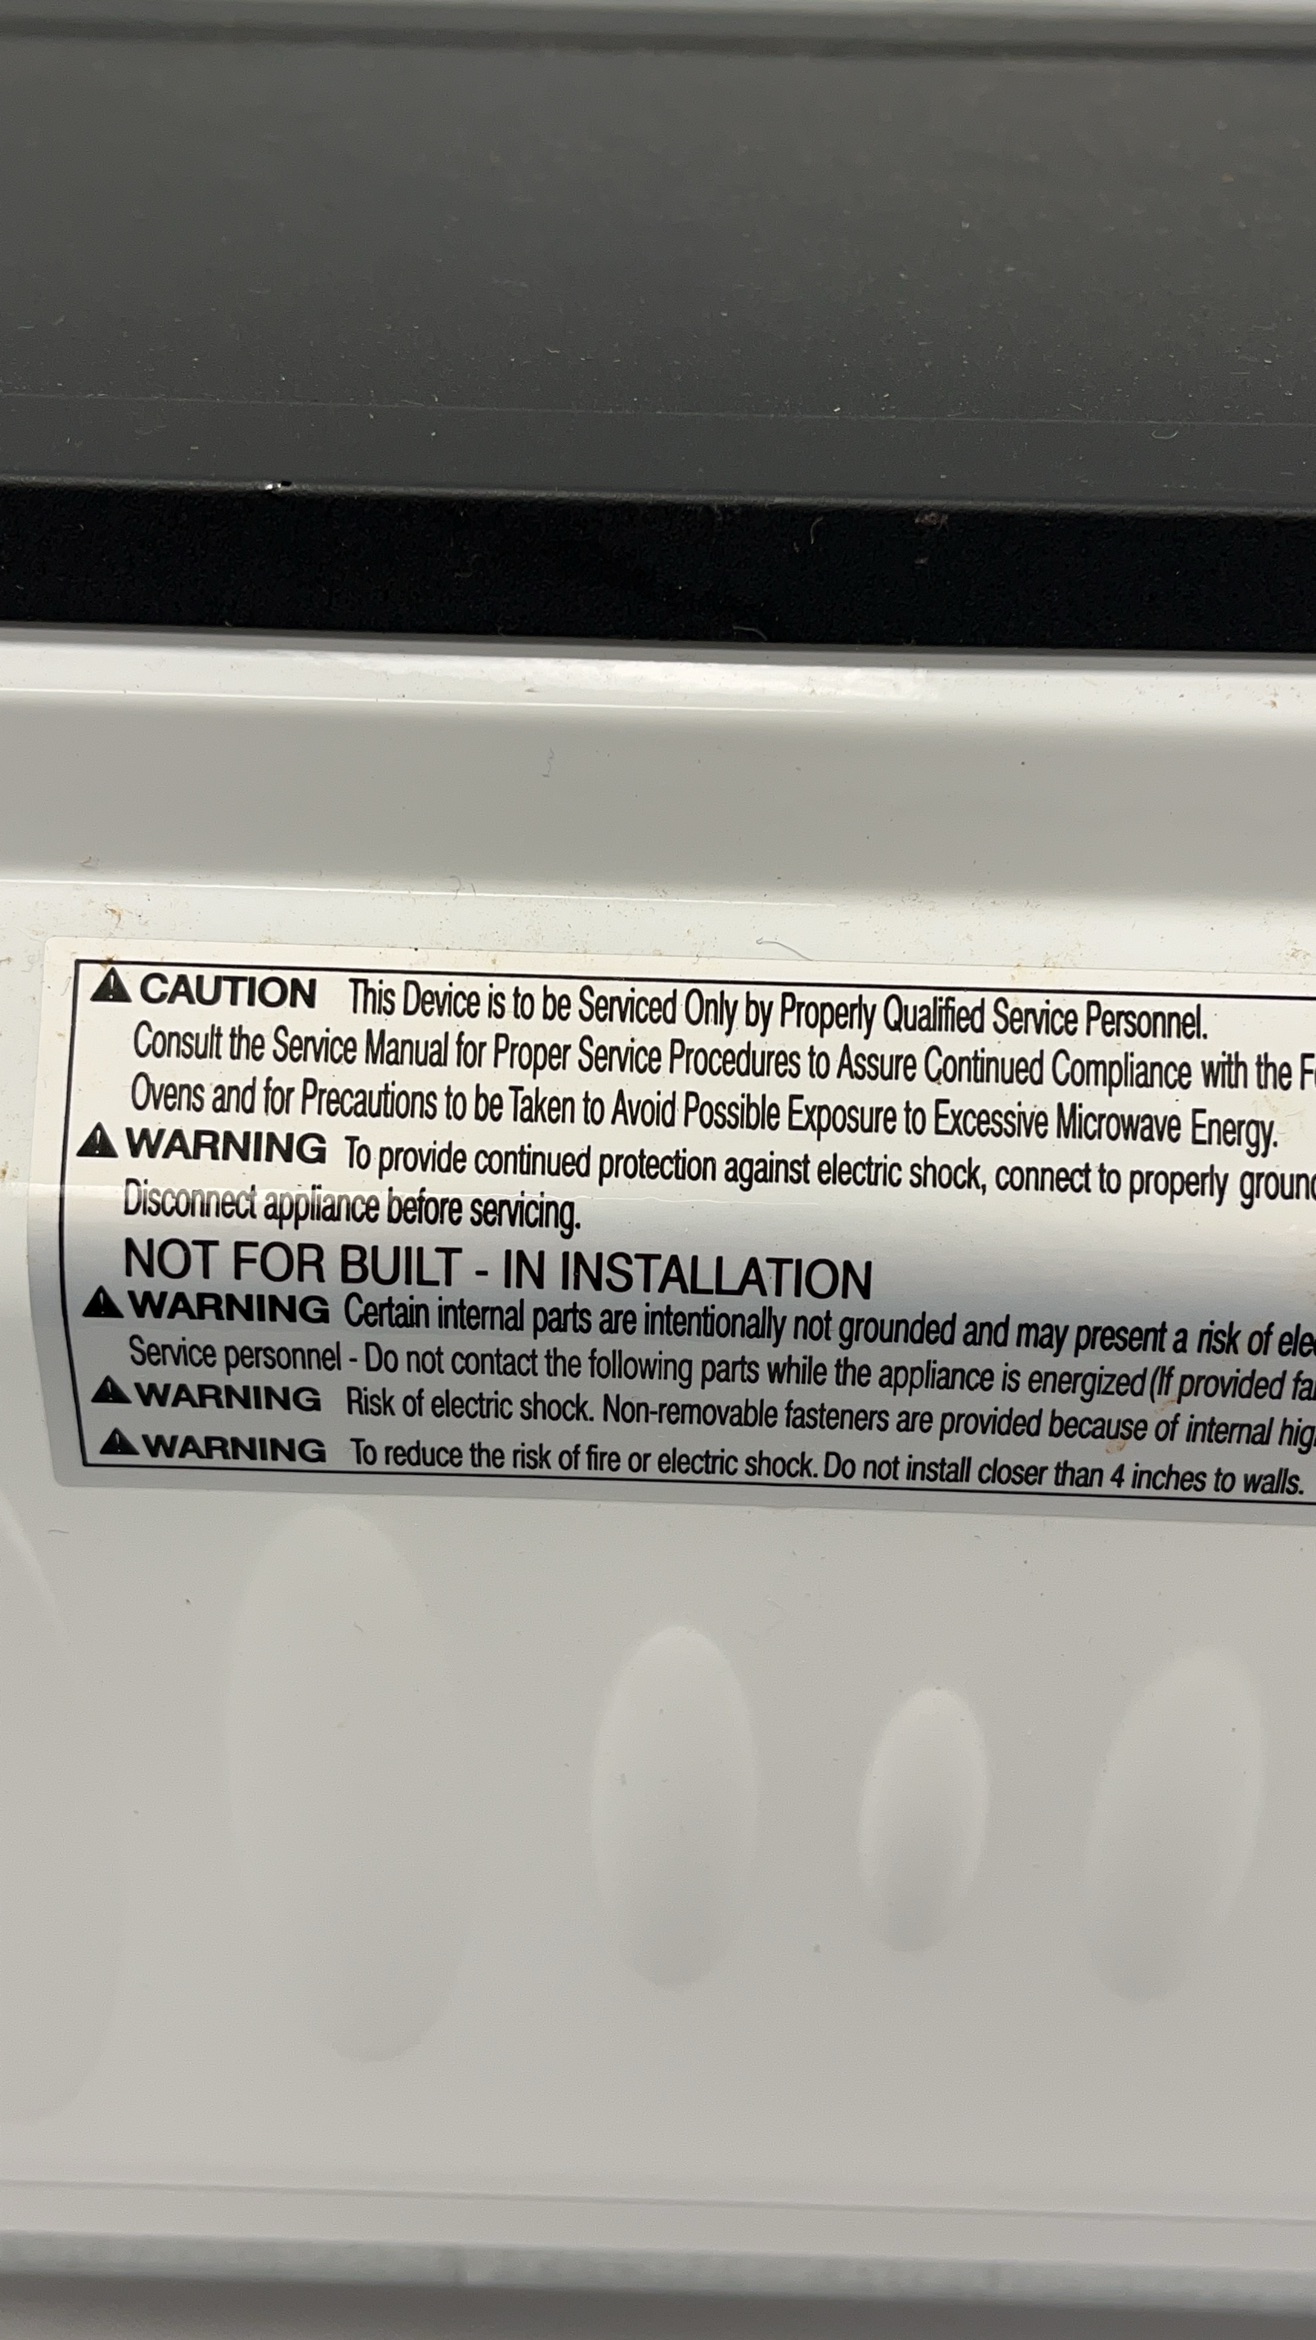 CAUTION This Device is to be Serviced Only by Properly Qualified Service Personnel.
Consult the Service Manual for Proper Service Procedures to Assure Continued Compliance with the
Ovens and for Precautions to be Taken to Avoid Possible Exposure to Excessive Microwave Energy.
WARNING To provide continued protection against electric shock, connect to properly
Disconnect appliance before servicing.
NOT FOR BUILT - IN INSTALLATION
WARNING Certain internal parts are intentionally not grounded and may present a risk of
Service personnel - Do not contact the following parts while the appliance is energized (If provided
WARNING Risk of electric shock. Non-removable fasteners are provided because of internal
WARNING To reduce the risk of fire or electric shock. Do not install closer than 4 inches to walls.